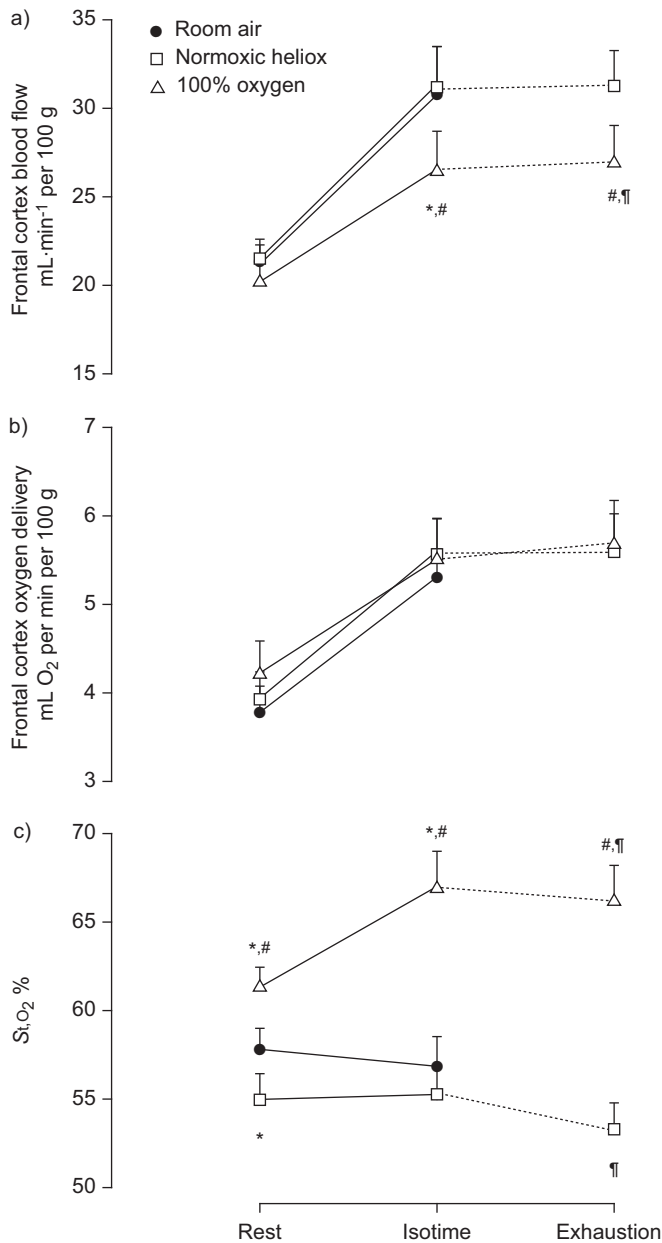 a)
35
30
25
20
15
Frontal cortex blood flow
mL·min⁻¹ per 100 g
Room air
Normoxic heliox
100% oxygen
*,#
#,¶
b)
7
6
5
4
3
Frontal cortex oxygen delivery
mL O₂ per min per 100 g
c)
70
65
60
55
50
St,O₂ %
*,#
*,#
#,¶
*
¶
Rest Isotime Exhaustion